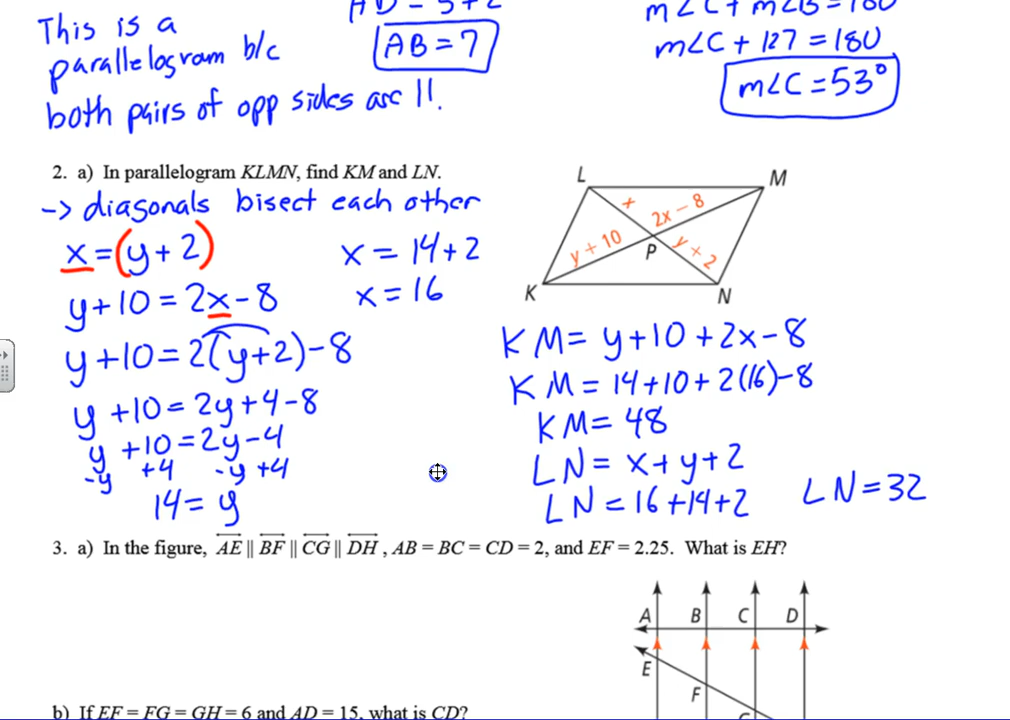 This is a
parallelogram b/c
both pairs of opp sides are ||.
AB = 7
m∠C + 127 = 180
m∠C = 53°
2. a) In parallelogram KLMN, find KM and LN.
-> diagonals bisect each other
x = (y + 2)
x = 14 + 2
y + 10 = 2x - 8
x = 16
y + 10 = 2(y + 2) - 8
y + 10 = 2y + 4 - 8
y + 10 = 2y - 4
-y +4 -y +4
14 = y
L
M
x
2x - 8
y + 10
P
y + 2
K
N
KM = y + 10 + 2x - 8
KM = 14 + 10 + 2(16) - 8
KM = 48
LN = x + y + 2
LN = 16 + 14 + 2
LN = 32
3. a) In the figure, AE || BF || CG || DH , AB = BC = CD = 2, and EF = 2.25. What is EH?
A B C D
E
F
b) If EF = FG = GH = 6 and AD = 15, what is CD?